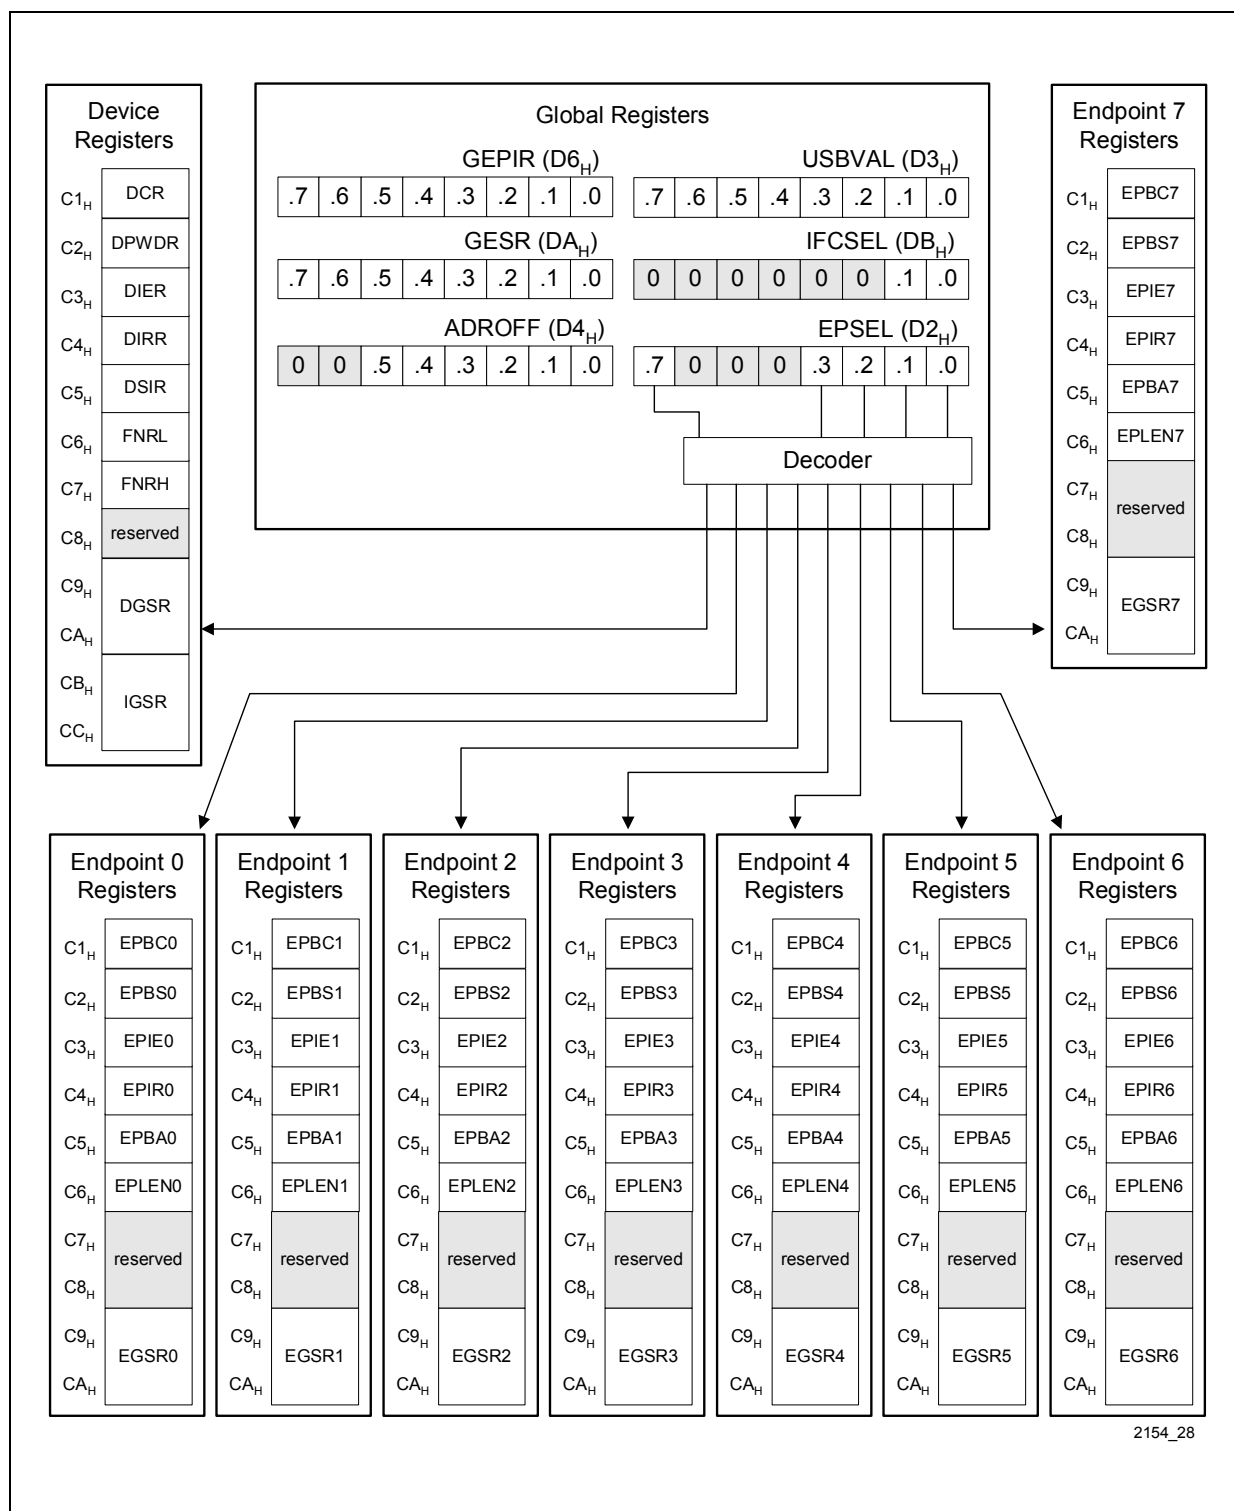 Device
Registers
C1H DCR
C2H DPWDR
C3H DIER
C4H DIRR
C5H DSIR
C6H FNRL
C7H FNRH
C8H reserved
C9H
DGSR
CAH
CBH
IGSR
CCH
Global Registers
GEPIR (D6H)
.7 .6 .5 .4 .3 .2 .1 .0
USBVAL (D3H)
.7 .6 .5 .4 .3 .2 .1 .0
GESR (DAH)
.7 .6 .5 .4 .3 .2 .1 .0
IFCSEL (DBH)
0 0 0 0 0 0 .1 .0
ADROFF (D4H)
0 0 .5 .4 .3 .2 .1 .0
EPSEL (D2H)
.7 0 0 0 .3 .2 .1 .0
Decoder
Endpoint 7
Registers
C1H EPBC7
C2H EPBS7
C3H EPIE7
C4H EPIR7
C5H EPBA7
C6H EPLEN7
C7H
reserved
C8H
C9H
EGSR7
CAH
Endpoint 0
Registers
C1H EPBC0
C2H EPBS0
C3H EPIE0
C4H EPIR0
C5H EPBA0
C6H EPLEN0
C7H
reserved
C8H
C9H
EGSR0
CAH
Endpoint 1
Registers
C1H EPBC1
C2H EPBS1
C3H EPIE1
C4H EPIR1
C5H EPBA1
C6H EPLEN1
C7H
reserved
C8H
C9H
EGSR1
CAH
Endpoint 2
Registers
C1H EPBC2
C2H EPBS2
C3H EPIE2
C4H EPIR2
C5H EPBA2
C6H EPLEN2
C7H
reserved
C8H
C9H
EGSR2
CAH
Endpoint 3
Registers
C1H EPBC3
C2H EPBS3
C3H EPIE3
C4H EPIR3
C5H EPBA3
C6H EPLEN3
C7H
reserved
C8H
C9H
EGSR3
CAH
Endpoint 4
Registers
C1H EPBC4
C2H EPBS4
C3H EPIE4
C4H EPIR4
C5H EPBA4
C6H EPLEN4
C7H
reserved
C8H
C9H
EGSR4
CAH
Endpoint 5
Registers
C1H EPBC5
C2H EPBS5
C3H EPIE5
C4H EPIR5
C5H EPBA5
C6H EPLEN5
C7H
reserved
C8H
C9H
EGSR5
CAH
Endpoint 6
Registers
C1H EPBC6
C2H EPBS6
C3H EPIE6
C4H EPIR6
C5H EPBA6
C6H EPLEN6
C7H
reserved
C8H
C9H
EGSR6
CAH
2154_28